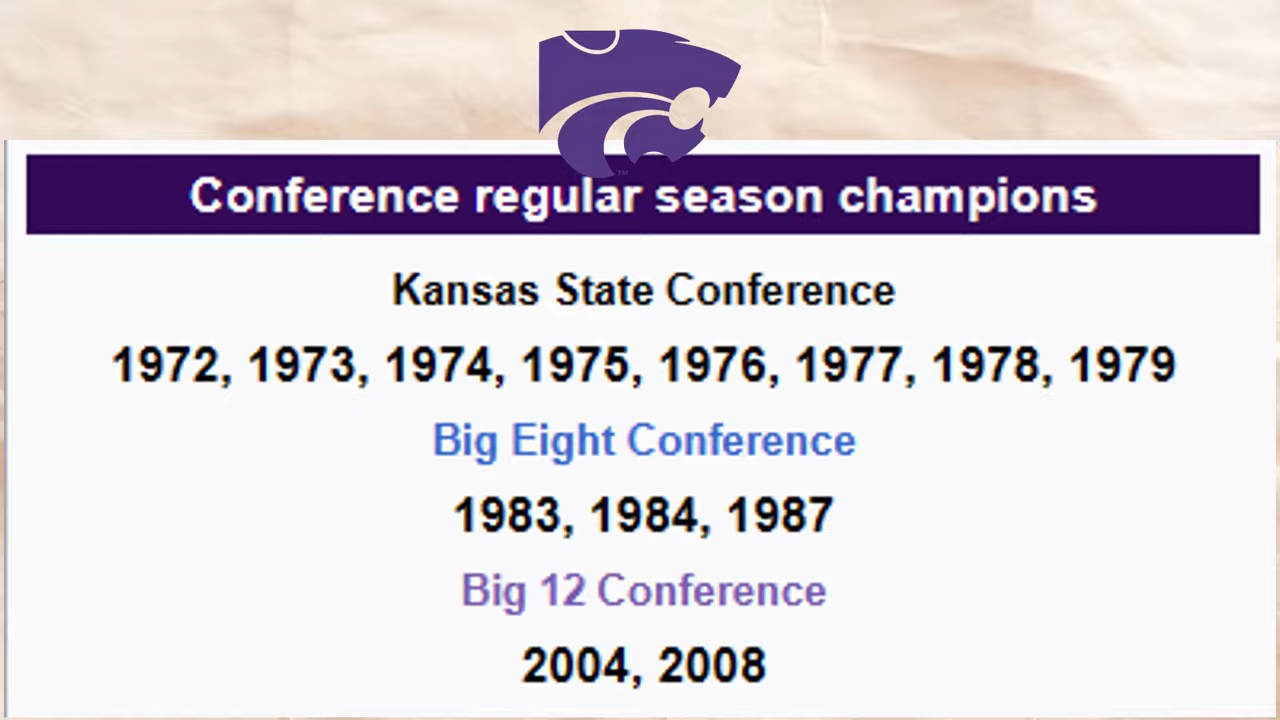 TM
Conference regular season champions
Kansas State Conference
1972, 1973, 1974, 1975, 1976, 1977, 1978, 1979
Big Eight Conference
1983, 1984, 1987
Big 12 Conference
2004, 2008